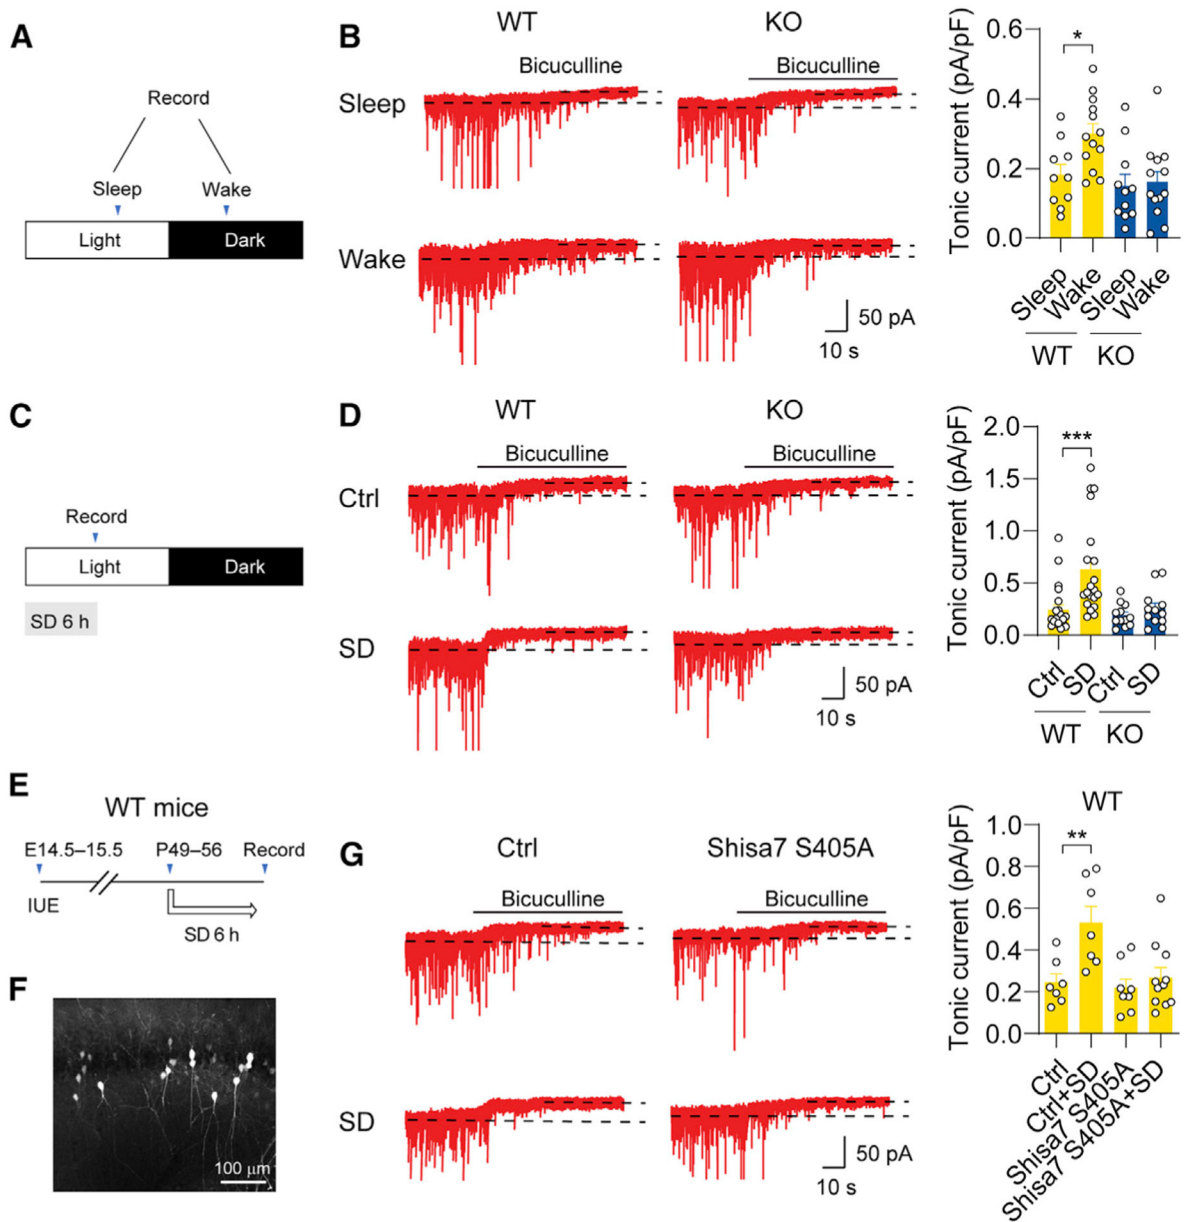 A
Record
Sleep
Wake
Light
Dark
B
WT
KO
Bicuculline
Bicuculline
Sleep
Wake
50 pA
10 s
Tonic current (pA/pF)
0.6
0.4
0.2
0.0
*
Sleep
Wake
Sleep
Wake
WT
KO
C
Record
Light
Dark
SD 6 h
D
WT
KO
Bicuculline
Bicuculline
Ctrl
SD
50 pA
10 s
Tonic current (pA/pF)
2.0
1.5
1.0
0.5
0.0
***
Ctrl
SD
Ctrl
SD
WT
KO
E
WT mice
E14.5–15.5
P49–56
Record
IUE
SD 6 h
F
100 µm
G
Ctrl
Shisa7 S405A
Bicuculline
Bicuculline
SD
50 pA
10 s
WT
Tonic current (pA/pF)
1.0
0.8
0.6
0.4
0.2
0.0
**
Ctrl
Ctrl+SD
Shisa7 S405A
Shisa7 S405A+SD